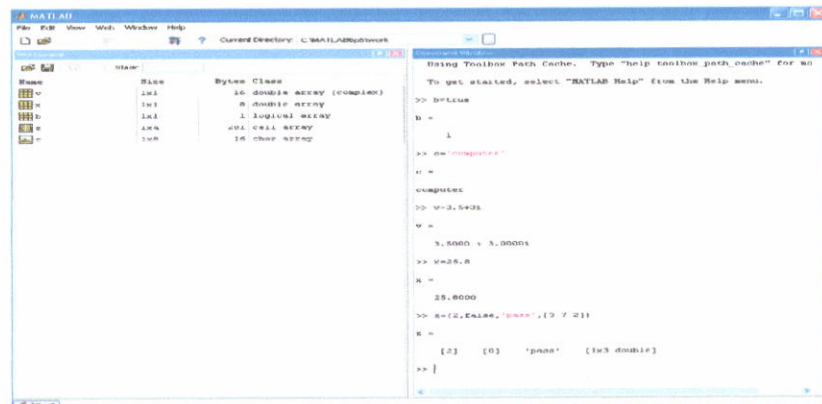 MATLAB
File Edit View Web Window Help
Current Directory: C:\MATLAB6p5\work
Workspace
Stack:
Name Size Bytes Class
v 1x1 16 double array (complex)
x 1x1 8 double array
b 1x1 1 logical array
1x4 cell array
1x8 16 char array
Command Window
Using Toolbox Path Cache. Type "help toolbox_path_cache" for mo
To get started, select "MATLAB Help" from the Help menu.
>> b=true
b =
1
>> c='computer'
c =
computer
>> v=3.5+3i
v =
3.5000 + 3.0000i
>> x=25.8
x =
25.8000
>> z={2,false,'pass',[3 7 2]}
z =
[2] [0] 'pass' [1x3 double]
>>